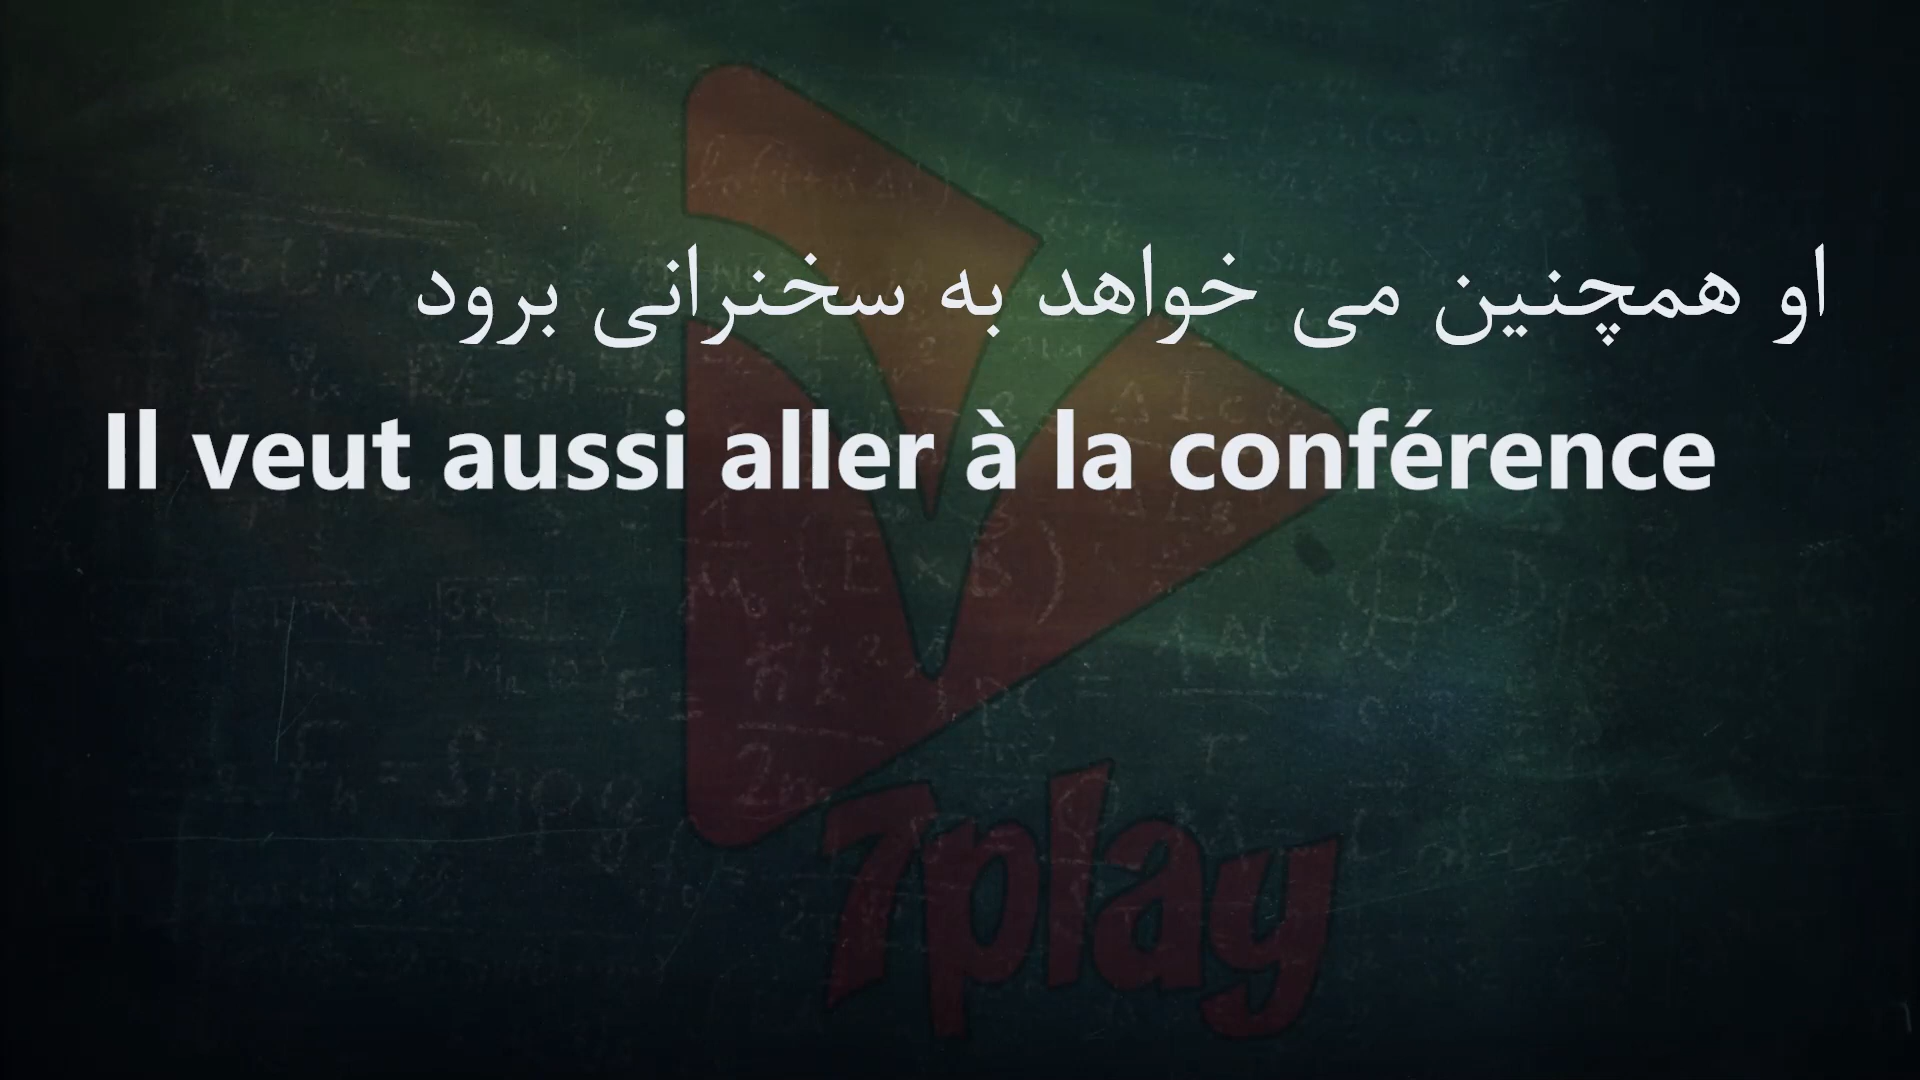 او همچنین می خواهد به سخنرانی برود
Il veut aussi aller à la conférence
7play